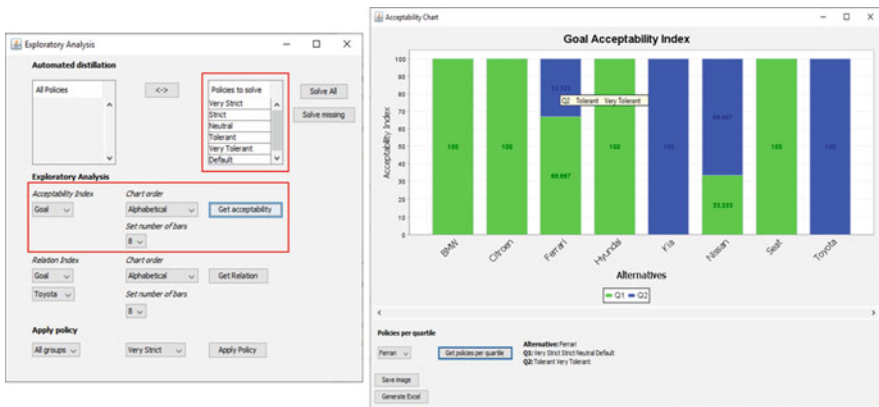 Exploratory Analysis
Automated distillation
All Policies
<->
Policies to solve
Very Strict
Strict
Neutral
Tolerant
Very Tolerant
Default
Solve All
Solve missing
Exploratory Analysis
Acceptability Index
Chart order
Goal
Alphabetical
Get acceptability
Set number of bars
8
Relation Index
Chart order
Goal
Alphabetical
Get Relation
Toyota
Set number of bars
8
Apply policy
All groups
Very Strict
Apply Policy
Acceptability Chart
Goal Acceptability Index
Acceptability Index
100
90
80
70
60
50
40
30
20
10
0
100
100
33,333
66,667
Q2: Tolerant Very Tolerant
100
100
66,667
33,333
100
100
BMW
Citroen
Ferrari
Hyundai
Kia
Nissan
Seat
Toyota
Alternatives
Q1 Q2
Policies per quartile
Ferrari
Get policies per quartile
Alternative: Ferrari
Q1: Very Strict Strict Neutral Default
Q2: Tolerant Very Tolerant
Save image
Generate Excel